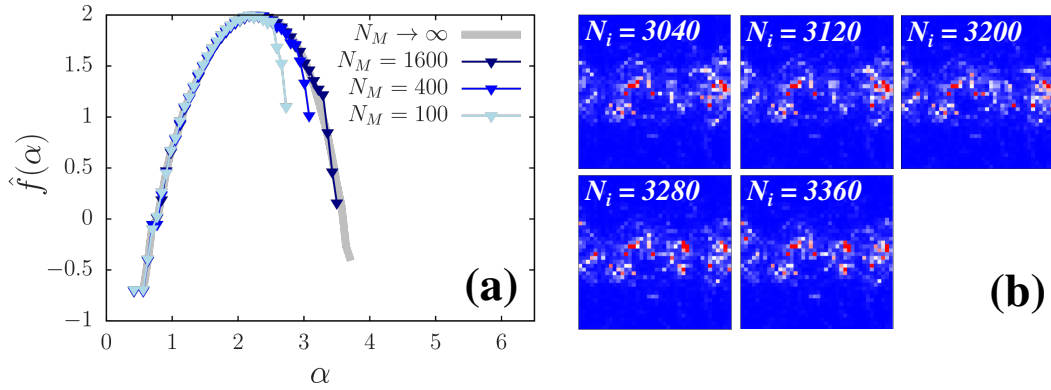 2
1.5
1
0.5
0
−0.5
−1
0 1 2 3 4 5 6
α
f̂(α)
N_M → ∞
N_M = 1600
N_M = 400
N_M = 100
(a)
N_i = 3040
N_i = 3120
N_i = 3200
N_i = 3280
N_i = 3360
(b)